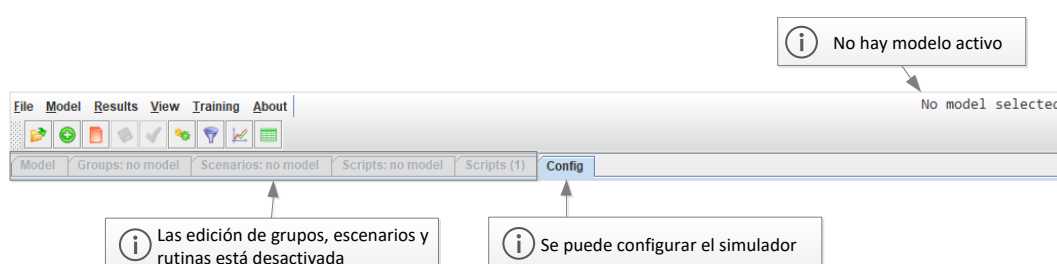 No hay modelo activo
File Model Results View Training About
No model selected
Model Groups: no model Scenarios: no model Scripts: no model Scripts (1) Config
Las edición de grupos, escenarios y
rutinas está desactivada
Se puede configurar el simulador